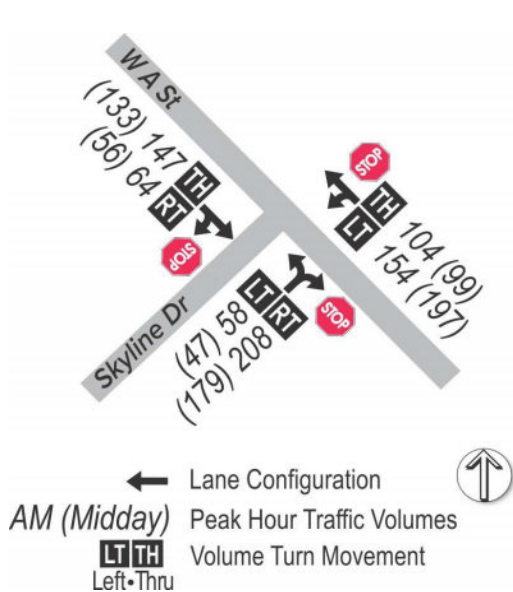 W A St
(133) 147 TH
(56) 64 RT
STOP
STOP
TH 104 (99)
LT 154 (197)
Skyline Dr
LT RT
(47) 58
(179) 208
STOP
Lane Configuration
AM (Midday) Peak Hour Traffic Volumes
LT TH Volume Turn Movement
Left•Thru